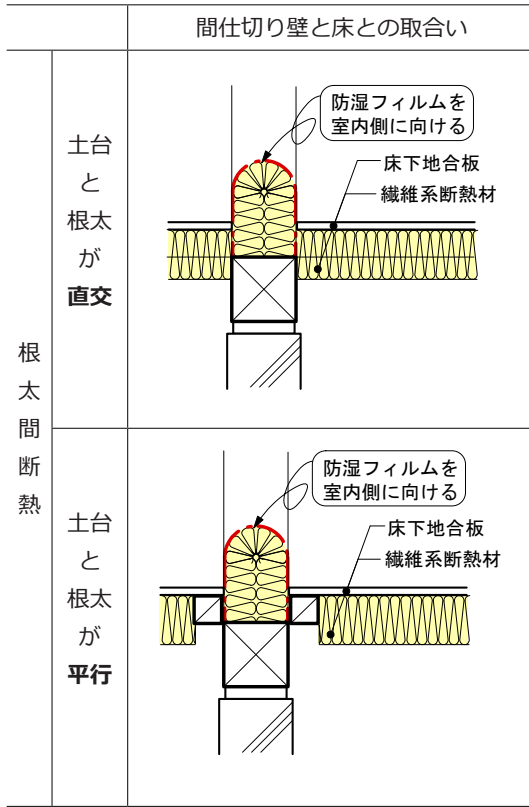 間仕切り壁と床との取合い
根太間断熱
土台
と
根太
が
直交
防湿フィルムを
室内側に向ける
床下地合板
繊維系断熱材
土台
と
根太
が
平行
防湿フィルムを
室内側に向ける
床下地合板
繊維系断熱材